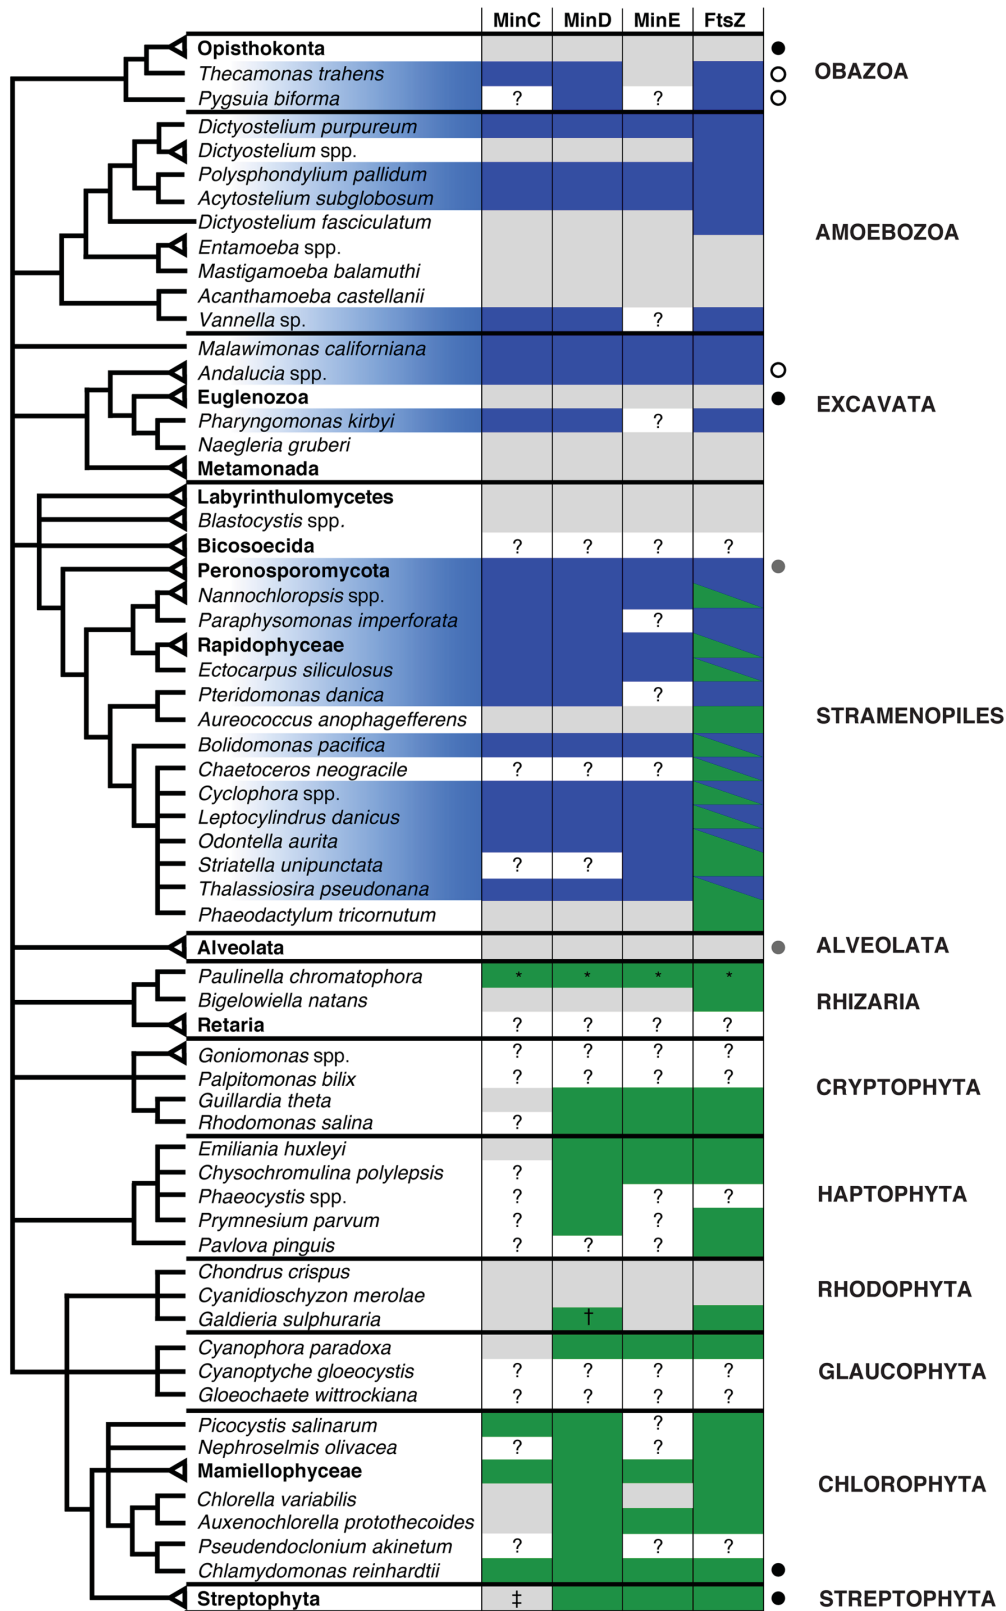 MinC MinD MinE FtsZ
Opisthokonta
Thecamonas trahens
OBAZOA
Pygsuia biforma ? ?
Dictyostelium purpureum
Dictyostelium spp.
Polysphondylium pallidum
Acytostelium subglobosum
Dictyostelium fasciculatum
AMOEBOZOA
Entamoeba spp.
Mastigamoeba balamuthi
Acanthamoeba castellanii
Vannella sp. ?
Malawimonas californiana
Andalucia spp.
Euglenozoa
EXCAVATA
Pharyngomonas kirbyi ?
Naegleria gruberi
Metamonada
Labyrinthulomycetes
Blastocystis spp.
Bicosoecida ? ? ? ?
Peronosporomycota
Nannochloropsis spp.
Paraphysomonas imperforata ?
Rapidophyceae
Ectocarpus siliculosus
Pteridomonas danica ?
Aureococcus anophagefferens
STRAMENOPILES
Bolidomonas pacifica
Chaetoceros neogracile ? ? ?
Cyclophora spp.
Leptocylindrus danicus
Odontella aurita
Striatella unipunctata ? ?
Thalassiosira pseudonana
Phaeodactylum tricornutum
Alveolata
ALVEOLATA
Paulinella chromatophora * * * *
Bigelowiella natans
RHIZARIA
Retaria ? ? ? ?
Goniomonas spp. ? ? ? ?
Palpitomonas bilix ? ? ? ?
CRYPTOPHYTA
Guillardia theta
Rhodomonas salina ?
Emiliania huxleyi
Chysochromulina polylepsis ?
Phaeocystis spp. ? ? ?
HAPTOPHYTA
Prymnesium parvum ? ?
Pavlova pinguis ? ? ?
Chondrus crispus
RHODOPHYTA
Cyanidioschyzon merolae
Galdieria sulphuraria †
Cyanophora paradoxa
Cyanoptyche gloeocystis ? ? ? ?
GLAUCOPHYTA
Gloeochaete wittrockiana ? ? ? ?
Picocystis salinarum ?
Nephroselmis olivacea ? ?
Mamiellophyceae
CHLOROPHYTA
Chlorella variabilis
Auxenochlorella protothecoides
Pseudendoclonium akinetum ? ? ?
Chlamydomonas reinhardtii
Streptophyta ‡
STREPTOPHYTA